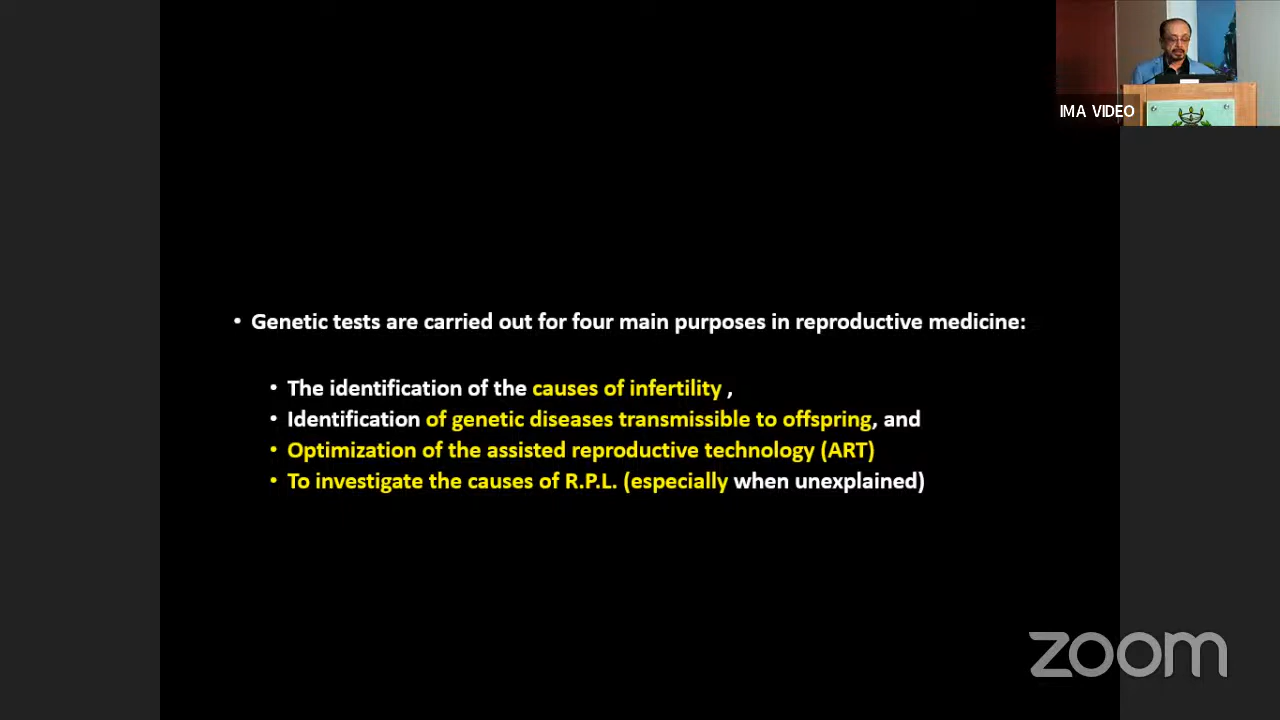 IMA VIDEO
• Genetic tests are carried out for four main purposes in reproductive medicine:
• The identification of the causes of infertility ,
• Identification of genetic diseases transmissible to offspring, and
• Optimization of the assisted reproductive technology (ART)
• To investigate the causes of R.P.L. (especially when unexplained)
zoom